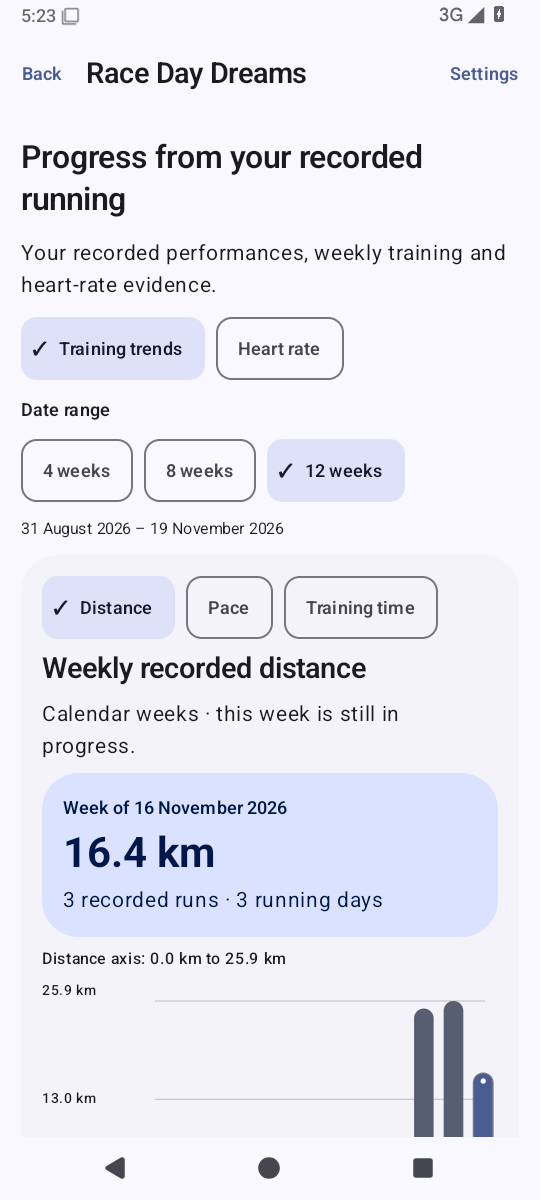 5:23
3G
Back
Race Day Dreams
Settings
Progress from your recorded
running
Your recorded performances, weekly training and
heart-rate evidence.
✓ Training trends
Heart rate
Date range
4 weeks
8 weeks
✓ 12 weeks
31 August 2026 – 19 November 2026
✓ Distance
Pace
Training time
Weekly recorded distance
Calendar weeks · this week is still in
progress.
Week of 16 November 2026
16.4 km
3 recorded runs · 3 running days
Distance axis: 0.0 km to 25.9 km
25.9 km
13.0 km